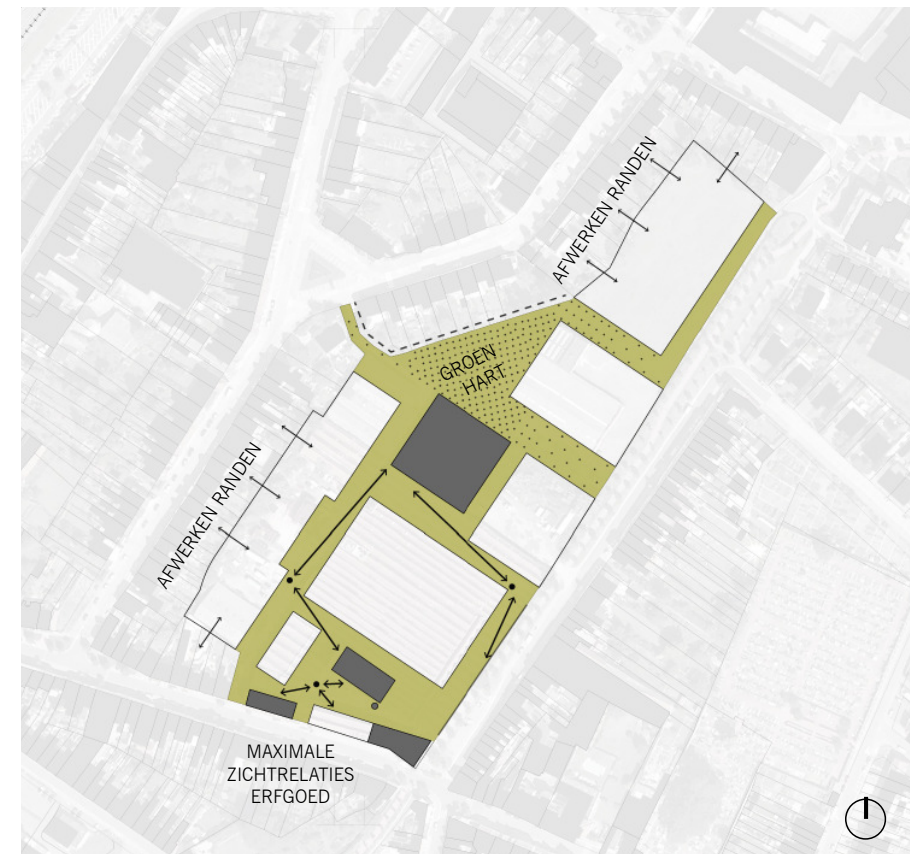 AFWERKEN RANDEN
GROEN
HART
AFWERKEN RANDEN
MAXIMALE
ZICHTRELATIES
ERFGOED